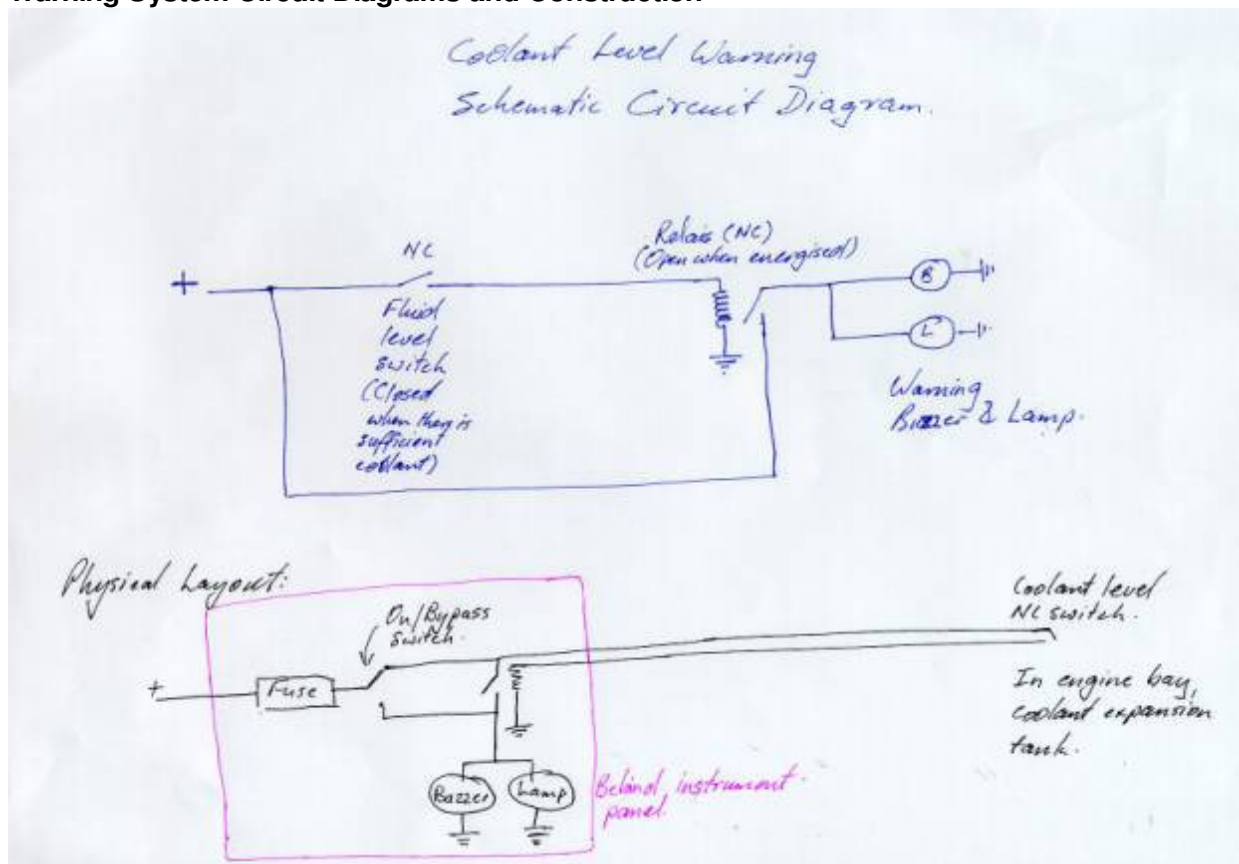 Warning System Circuit Diagrams and Construction
Coolant Level Warning
Schematic Circuit Diagram.
NC
+
Fluid
level
switch
(Closed
when there is
sufficient
coolant)
Relais (NC)
(Open when energised)
B
L
Warning
Buzzer & Lamp.
Physical Layout:
On/Bypass
switch.
+
Fuse
Buzzer
Lamp
Behind instrument
panel.
Coolant level
NC switch.
In engine bay,
coolant expansion
tank.